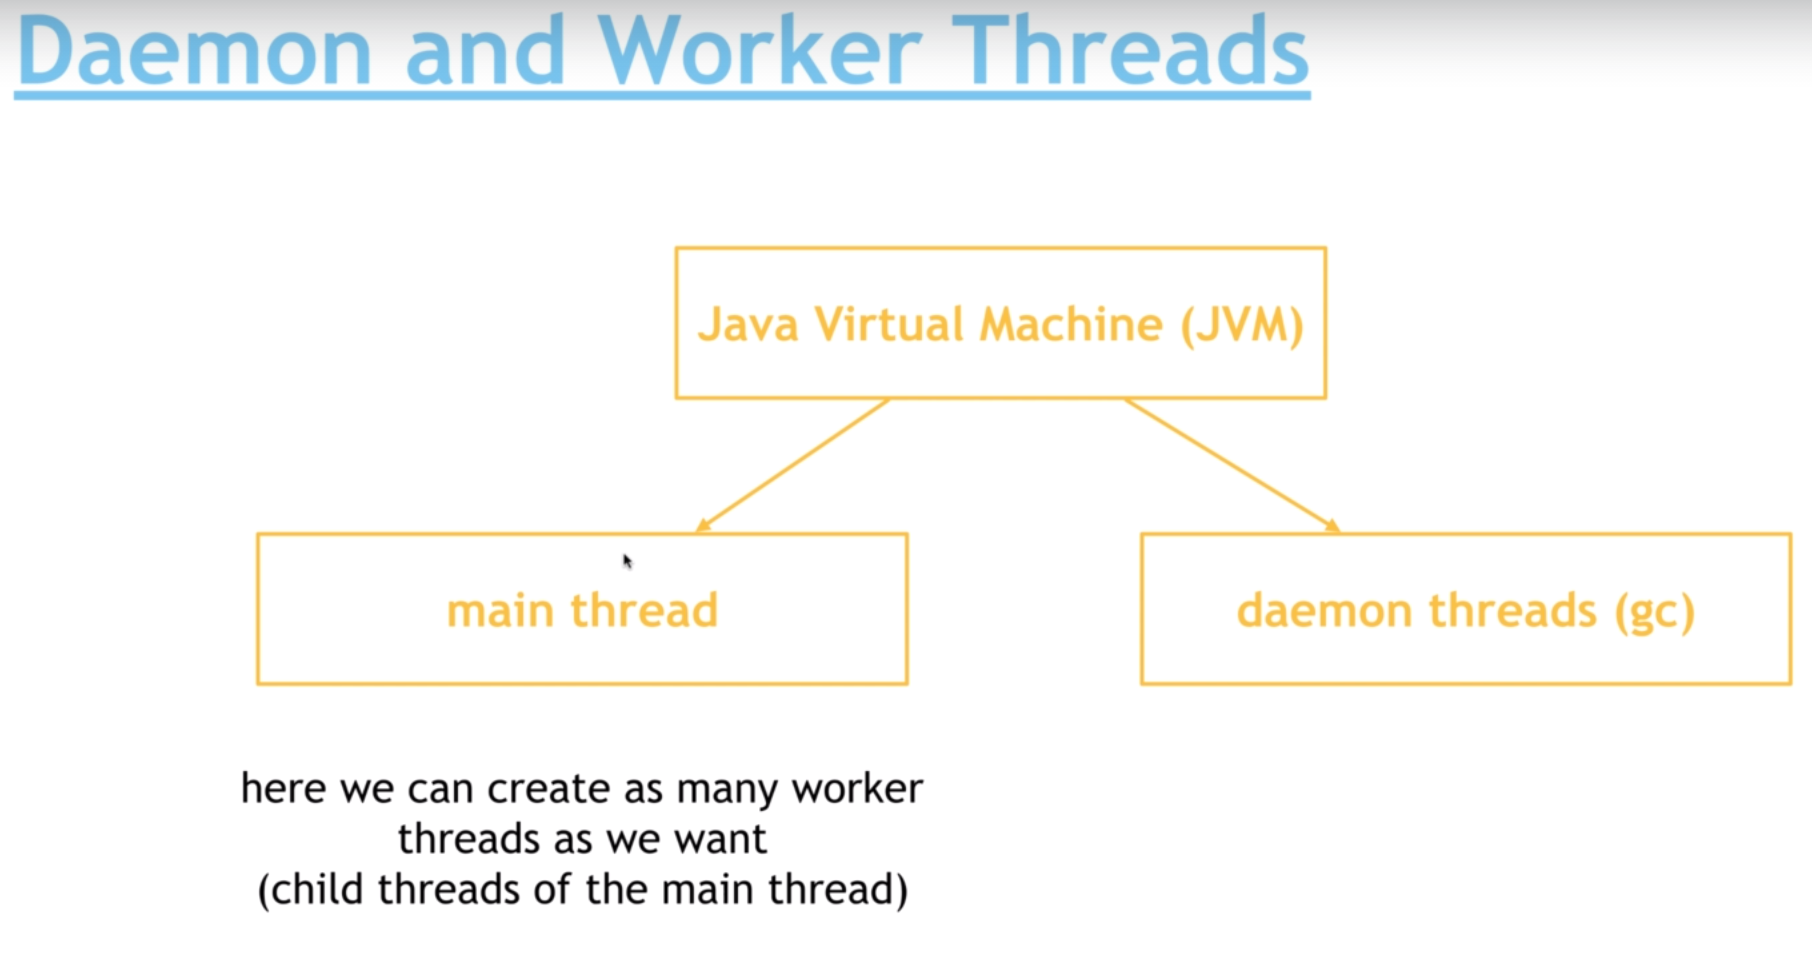 Daemon and Worker Threads
Java Virtual Machine (JVM)
main thread
daemon threads (gc)
here we can create as many worker
threads as we want
(child threads of the main thread)